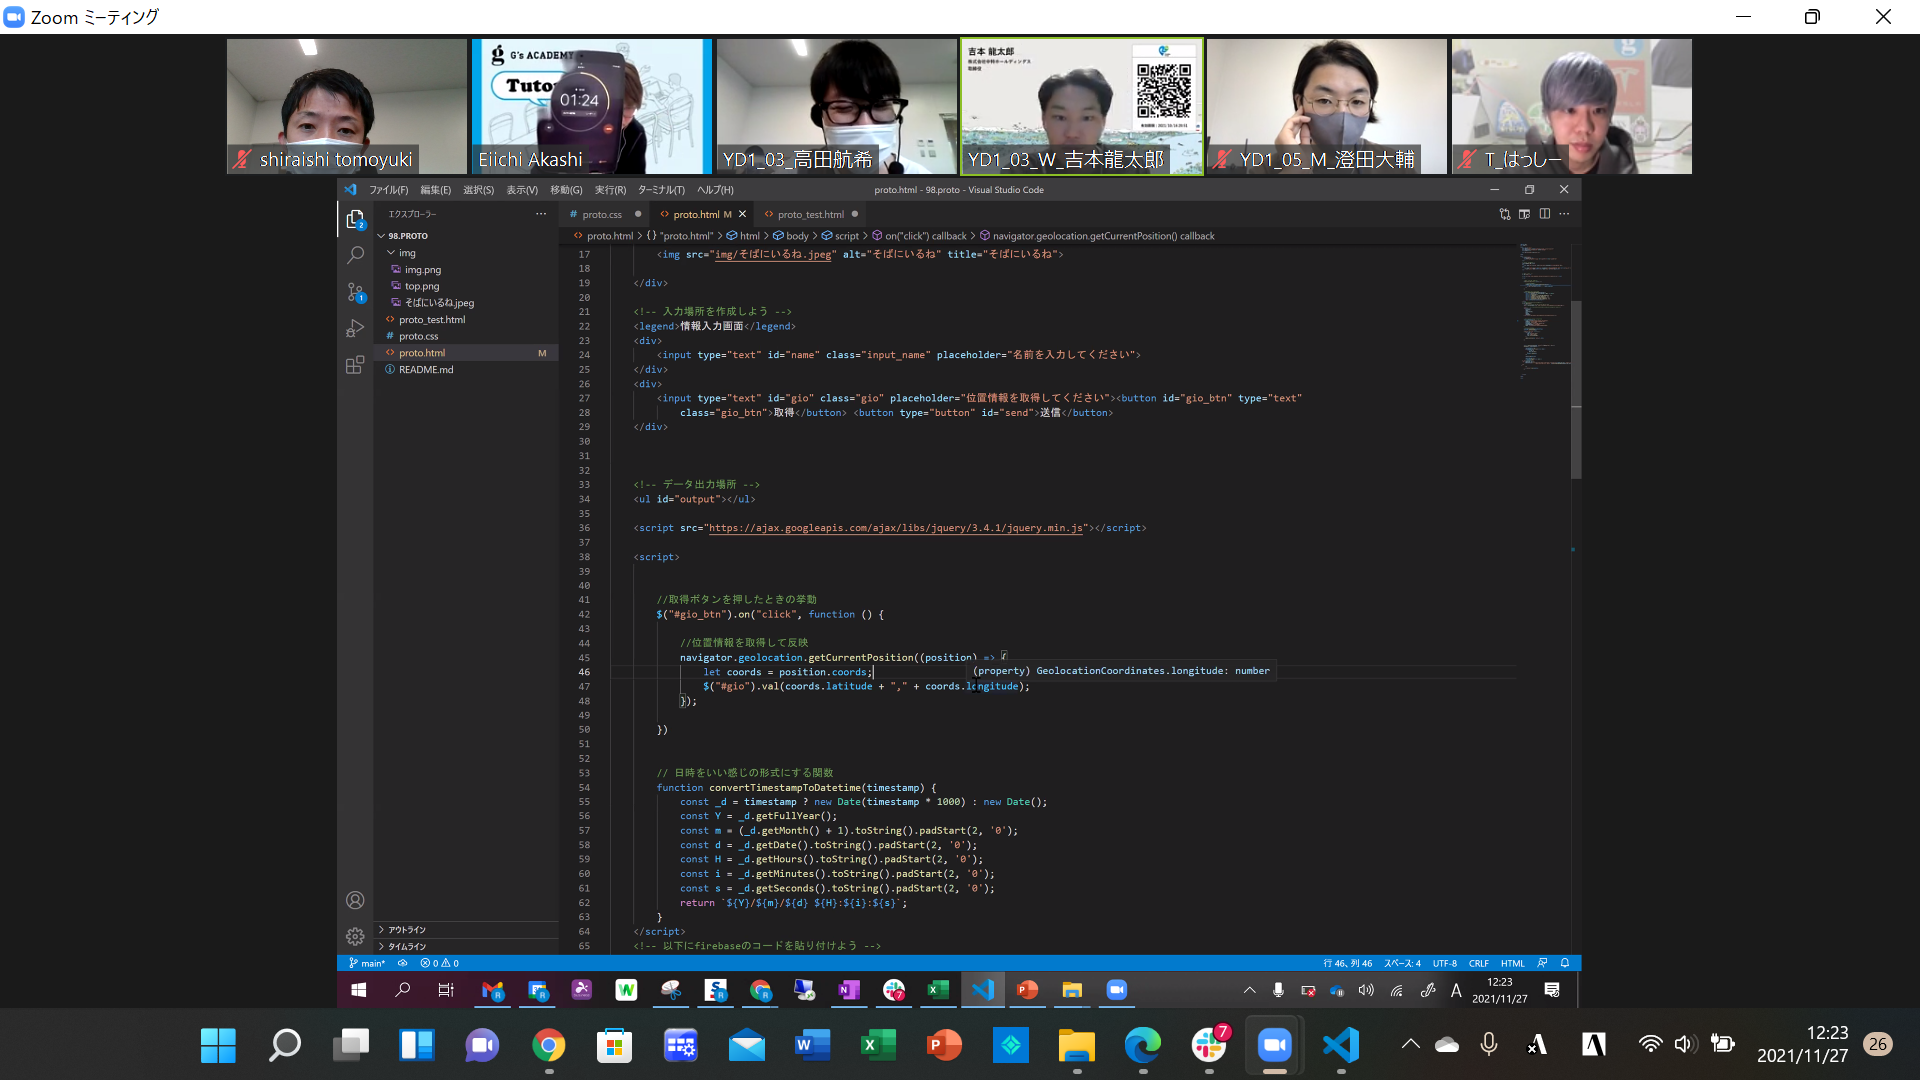 Zoom ミーティング
shiraishi tomoyuki
G's ACADEMY
Tuto
01:24
Eiichi Akashi
YD1_03_高田航希
吉本 龍太郎
YD1_03_W_吉本龍太郎
YD1_05_M_澄田大輔
T_はっしー
ファイル(F) 編集(E) 選択(S) 表示(V) 移動(G) 実行(R) ターミナル(T) ヘルプ(H)
proto.html - 98.proto - Visual Studio Code
エクスプローラー
proto.css
proto.html M
proto_test.html
proto.html > {} "proto.html" > html > body > script > on("click") callback > navigator.geolocation.getCurrentPosition() callback
98.PROTO
img
img.png
top.png
そばにいるね.jpeg
proto_test.html
proto.css
proto.html M
README.md
アウトライン
タイムライン
17 <img src="img/そばにいるね.jpeg" alt="そばにいるね" title="そばにいるね">
18
19 </div>
20
21 <!-- 入力場所を作成しよう -->
22 <legend>情報入力画面</legend>
23 <div>
24 <input type="text" id="name" class="input_name" placeholder="名前を入力してください">
25 </div>
26 <div>
27 <input type="text" id="gio" class="gio" placeholder="位置情報を取得してください"><button id="gio_btn" type="text"
28 class="gio_btn">取得</button> <button type="button" id="send">送信</button>
29 </div>
30
31
32
33 <!-- データ出力場所 -->
34 <ul id="output"></ul>
35
36 <script src="https://ajax.googleapis.com/ajax/libs/jquery/3.4.1/jquery.min.js"></script>
37
38 <script>
39
40
41 //取得ボタンを押したときの挙動
42 $("#gio_btn").on("click", function () {
43
44 //位置情報を取得して反映
45 navigator.geolocation.getCurrentPosition((position) => {
46 let coords = position.coords;
(property) GeolocationCoordinates.longitude: number
47 $("#gio").val(coords.latitude + "," + coords.longitude);
48 });
49
50 })
51
52
53 // 日時をいい感じの形式にする関数
54 function convertTimestampToDatetime(timestamp) {
55 const _d = timestamp ? new Date(timestamp * 1000) : new Date();
56 const Y = _d.getFullYear();
57 const m = (_d.getMonth() + 1).toString().padStart(2, '0');
58 const d = _d.getDate().toString().padStart(2, '0');
59 const H = _d.getHours().toString().padStart(2, '0');
60 const i = _d.getMinutes().toString().padStart(2, '0');
61 const s = _d.getSeconds().toString().padStart(2, '0');
62 return `${Y}/${m}/${d} ${H}:${i}:${s}`;
63 }
64 </script>
65 <!-- 以下にfirebaseのコードを貼り付けよう -->
main* 0 0
行 46、列 46 スペース: 4 UTF-8 CRLF HTML
A
12:23
2021/11/27
7
12:23
2021/11/27
26